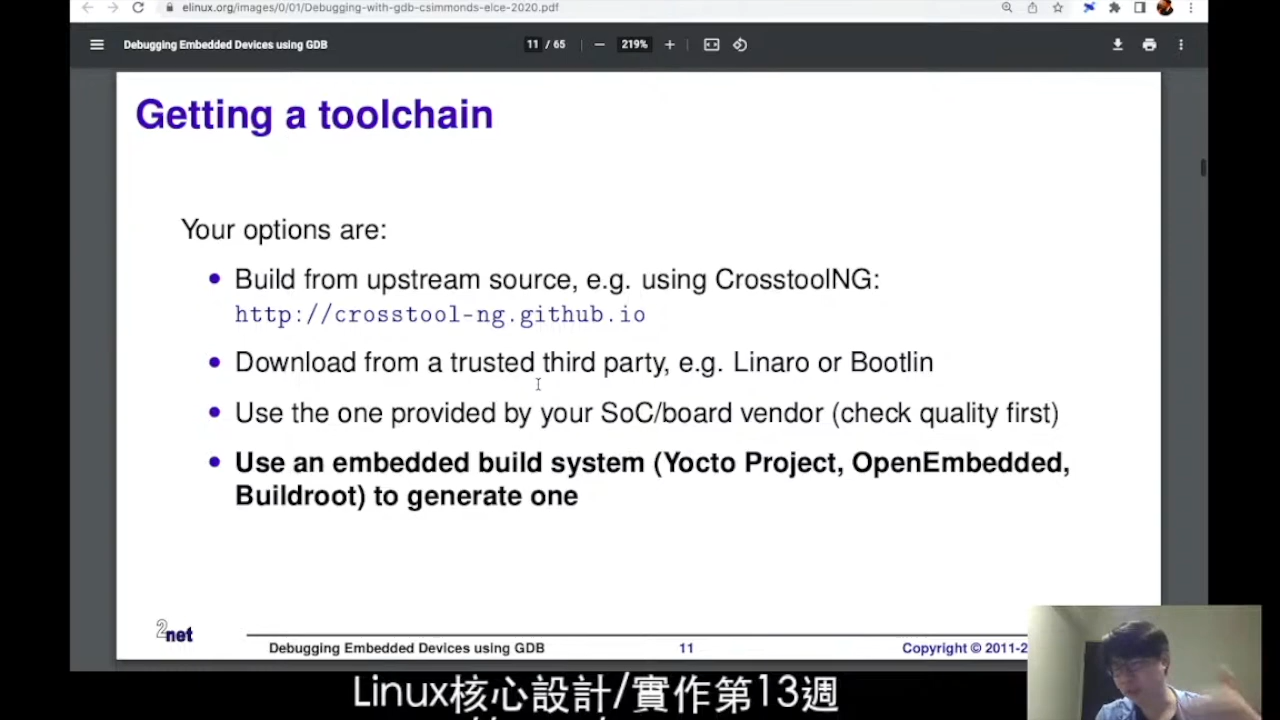 elinux.org/images/0/01/Debugging-with-gdb-csimmonds-elce-2020.pdf
Debugging Embedded Devices using GDB 11 / 65 219%
Getting a toolchain
Your options are:
Build from upstream source, e.g. using CrosstoolNG:
http://crosstool-ng.github.io
Download from a trusted third party, e.g. Linaro or Bootlin
Use the one provided by your SoC/board vendor (check quality first)
Use an embedded build system (Yocto Project, OpenEmbedded,
Buildroot) to generate one
2net
Debugging Embedded Devices using GDB 11 Copyright © 2011-2
Linux核心設計/實作第13週